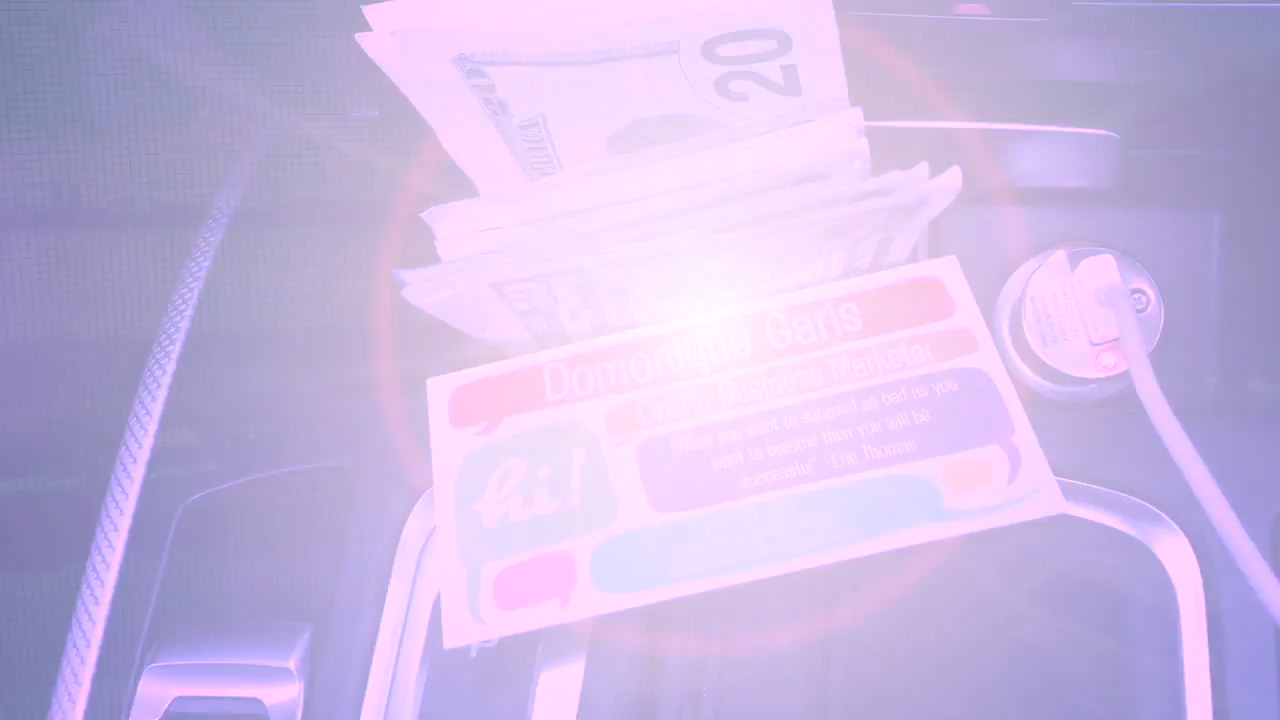 20
Domonique Garis
Online Business Marketer
"When you want to succeed as bad as you
want to breathe than you will be
successful" - Eric Thomas
hi!